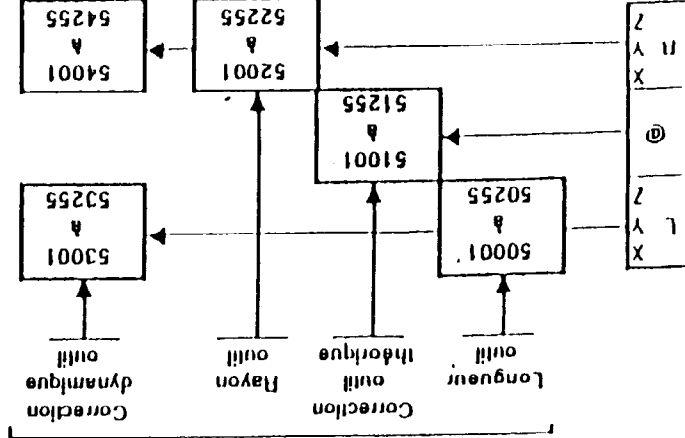 Longueur
outil
Correction
outil
théorique
Rayon
outil
Correction
dynamique
outil
X
L Y
Z
50001
à
50255
53001
à
53255
@
51001
à
51255
X
R Y
Z
52001
à
52255
54001
à
54255